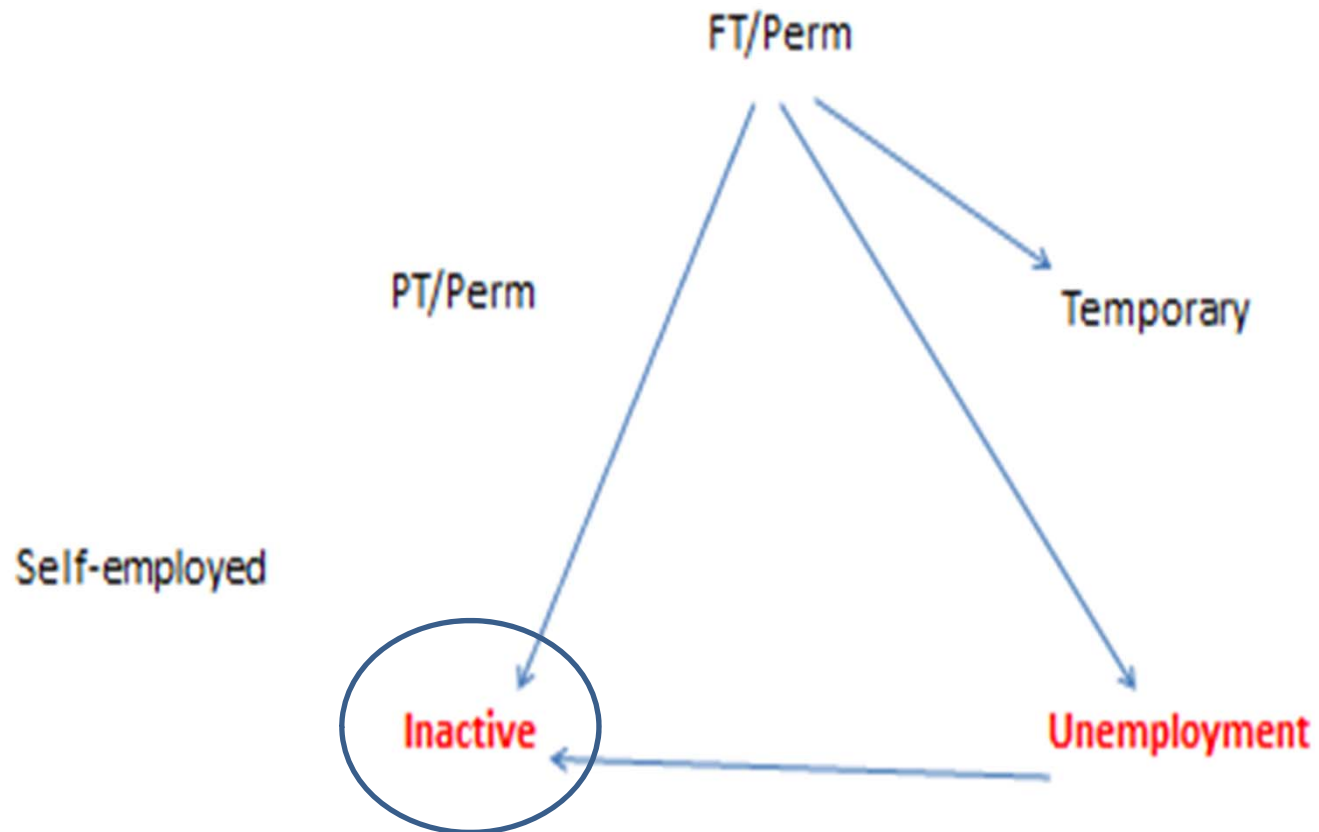 FT/Perm
PT/Perm
Temporary
Self-employed
Inactive
Unemployment